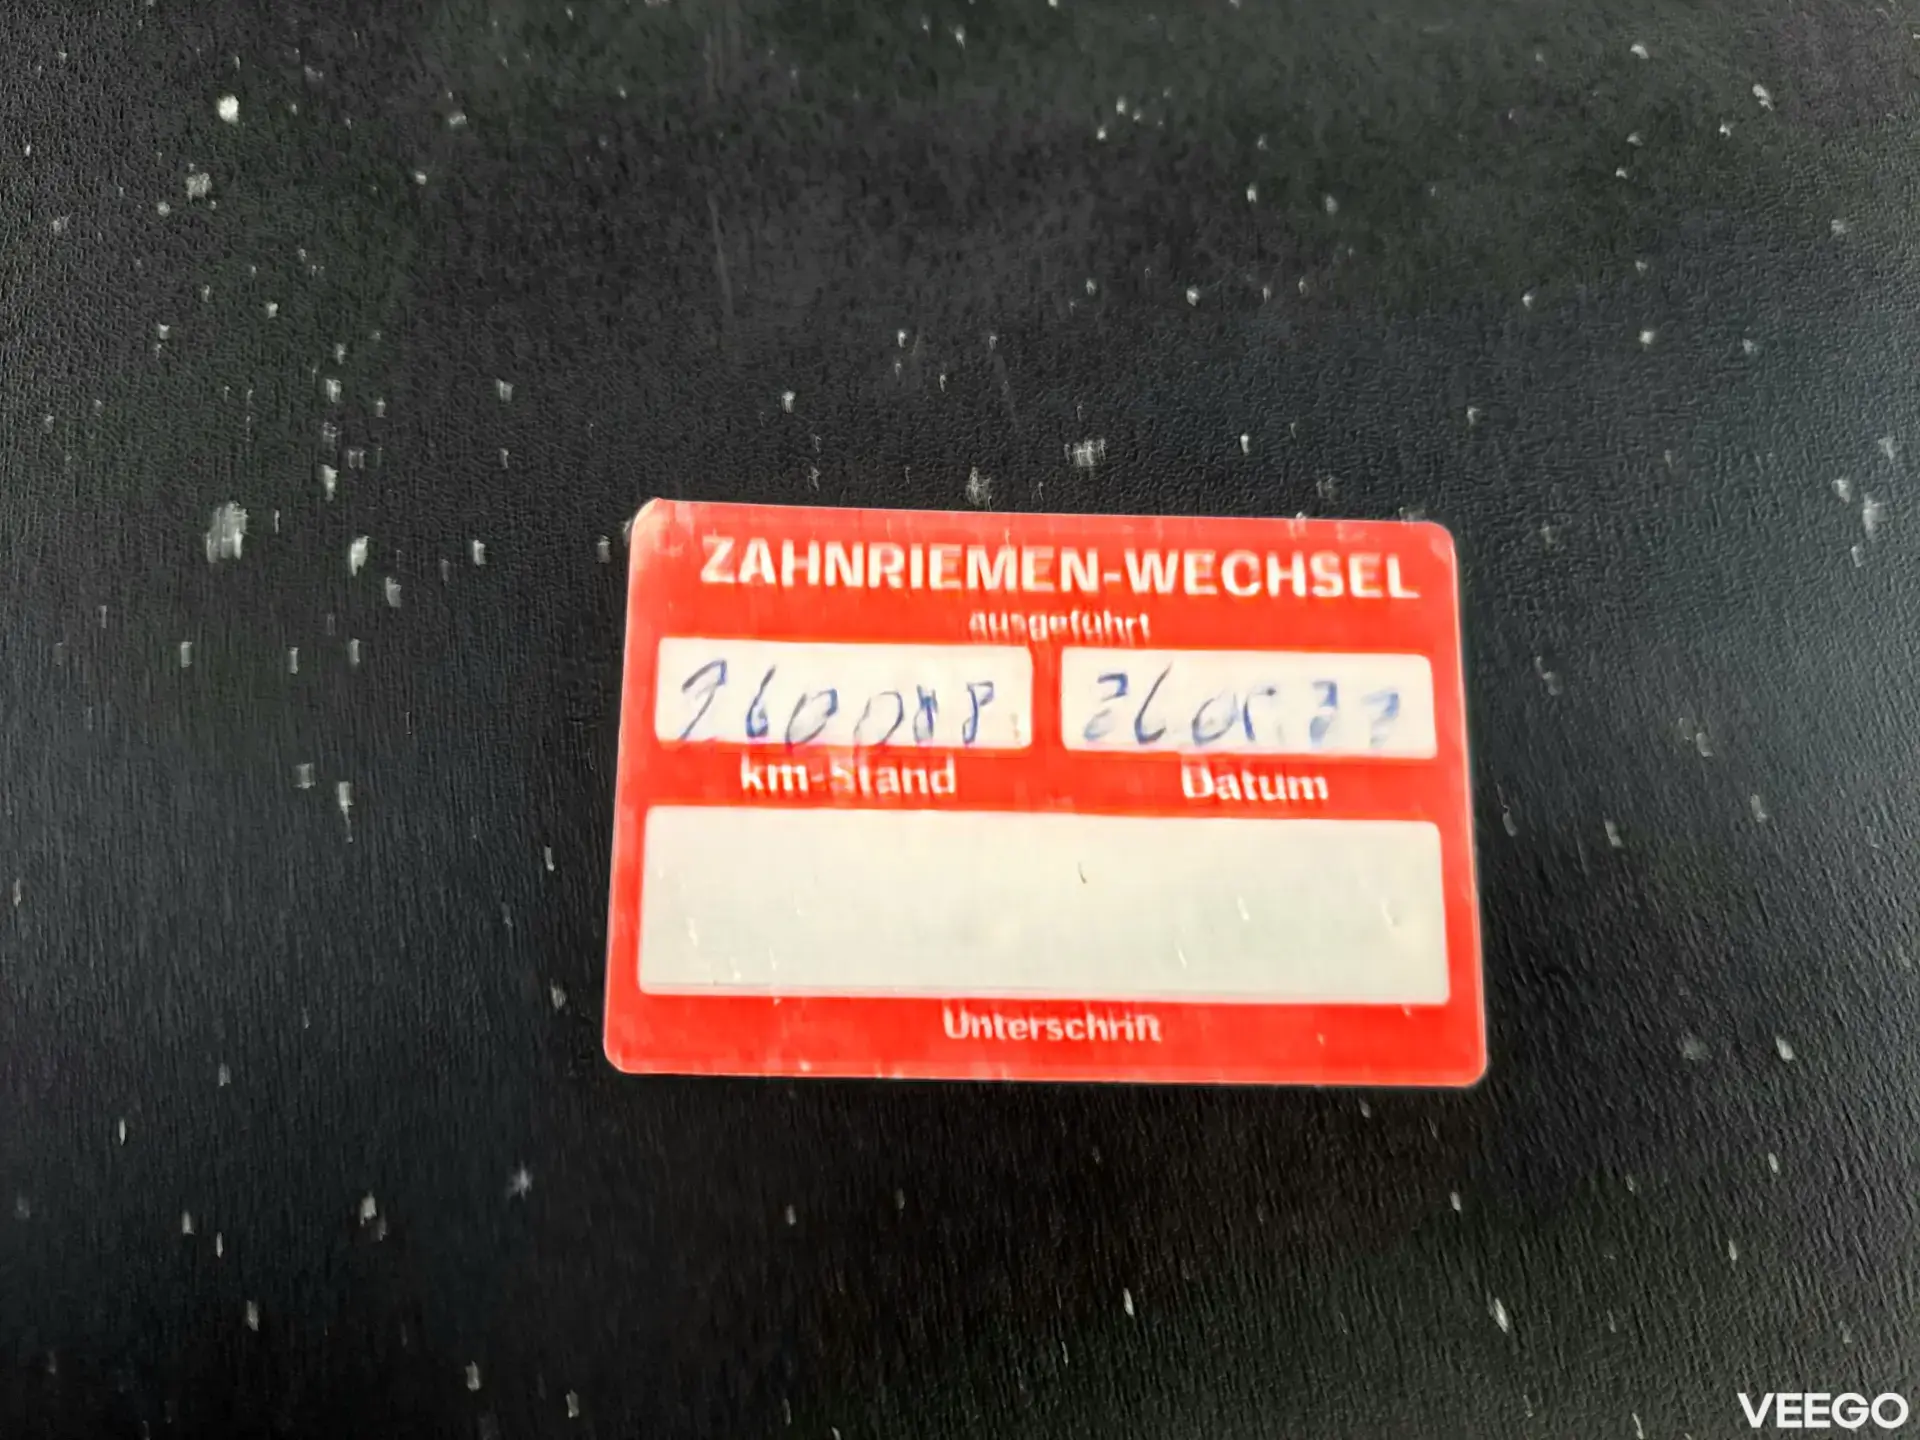 ZAHNRIEMEN-WECHSEL
ausgeführt
km-Stand Datum
Unterschrift
VEEGO